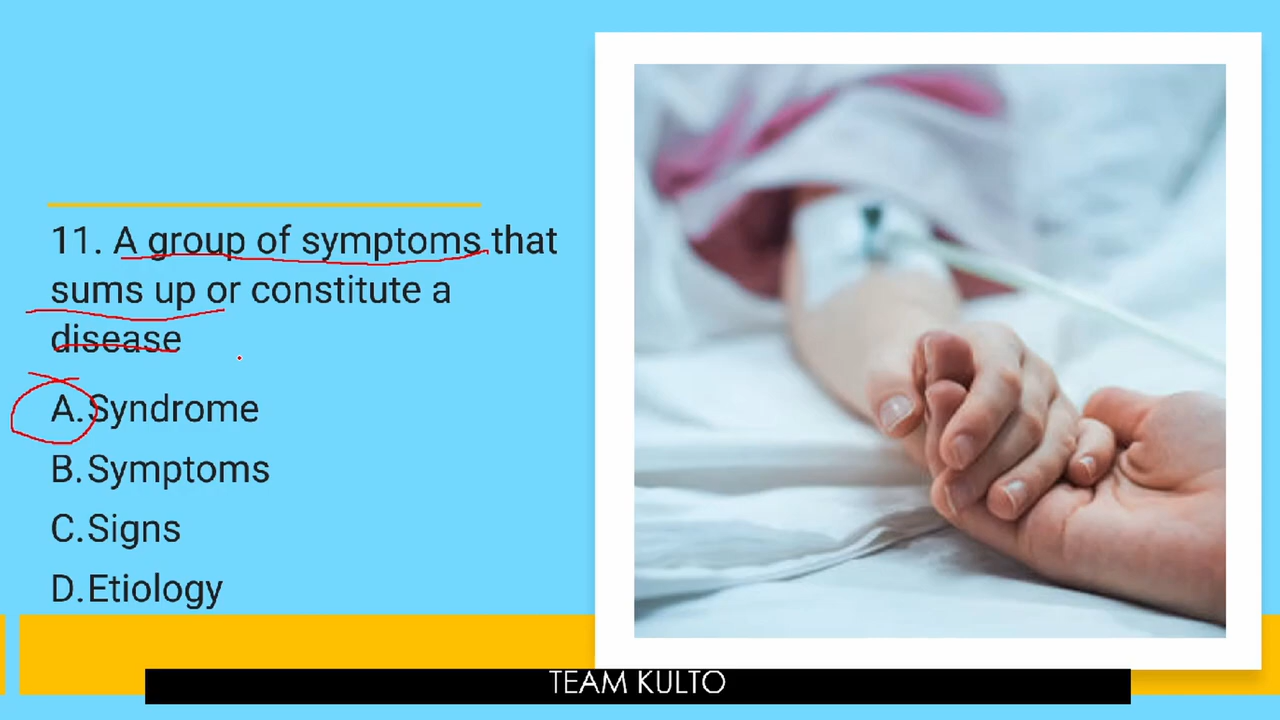 11. A group of symptoms that
sums up or constitute a
disease
A. Syndrome
B. Symptoms
C. Signs
D. Etiology
TEAM KULTO